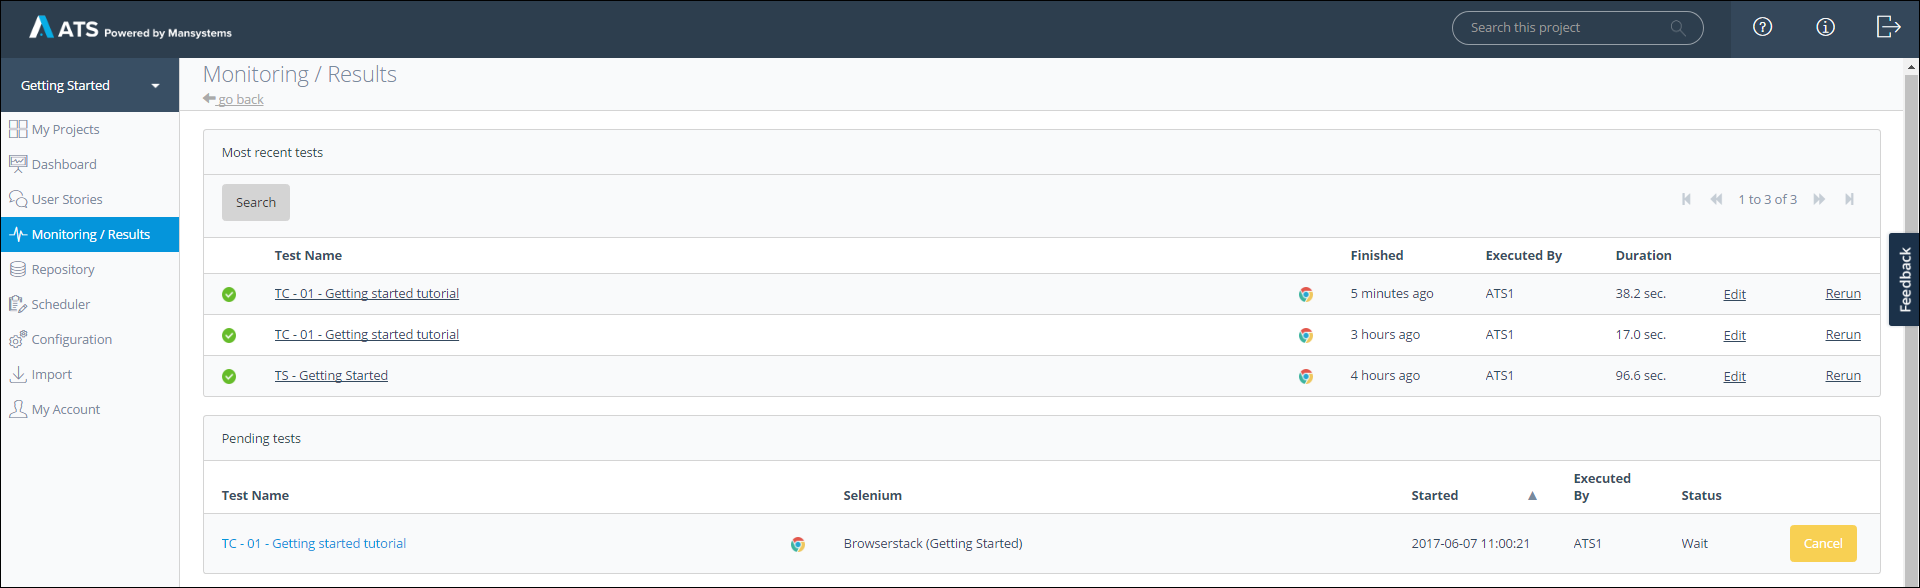 ATS Powered by Mansystems
Search this project
Getting Started
Monitoring / Results
go back
My Projects
Dashboard
User Stories
Monitoring / Results
Repository
Scheduler
Configuration
Import
My Account
Most recent tests
Search
1 to 3 of 3
Test Name Finished Executed By Duration
TC - 01 - Getting started tutorial 5 minutes ago ATS1 38.2 sec. Edit Rerun
TC - 01 - Getting started tutorial 3 hours ago ATS1 17.0 sec. Edit Rerun
TS - Getting Started 4 hours ago ATS1 96.6 sec. Edit Rerun
Pending tests
Test Name Selenium Started Executed By Status
TC - 01 - Getting started tutorial Browserstack (Getting Started) 2017-06-07 11:00:21 ATS1 Wait Cancel
Feedback